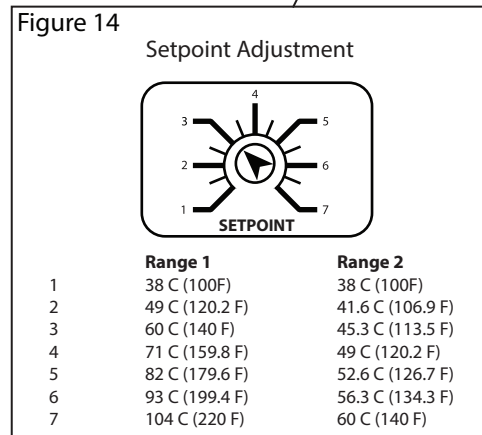 Figure 14
Setpoint Adjustment
4
3 5
2 6
1 7
SETPOINT
Range 1 Range 2
1 38 C (100F) 38 C (100F)
2 49 C (120.2 F) 41.6 C (106.9 F)
3 60 C (140 F) 45.3 C (113.5 F)
4 71 C (159.8 F) 49 C (120.2 F)
5 82 C (179.6 F) 52.6 C (126.7 F)
6 93 C (199.4 F) 56.3 C (134.3 F)
7 104 C (220 F) 60 C (140 F)